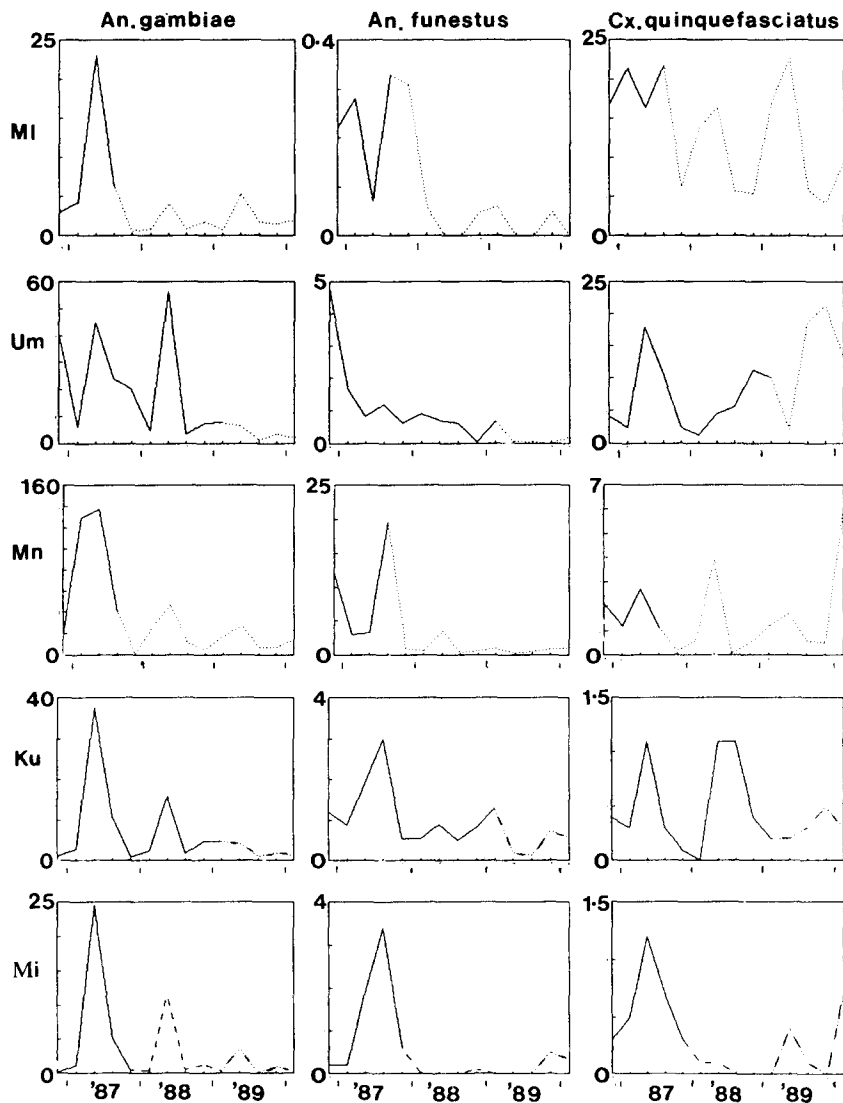 An. gambiae An. funestus Cx. quinquefasciatus
25 0·4 25
Ml
0 0 0
60 5 25
Um
0 0 0
160 25 7
Mn
0 0 0
40 4 1·5
Ku
0 0 0
25 4 1·5
Mi
0 0 0
'87 '88 '89 '87 '88 '89 87 '88 '89